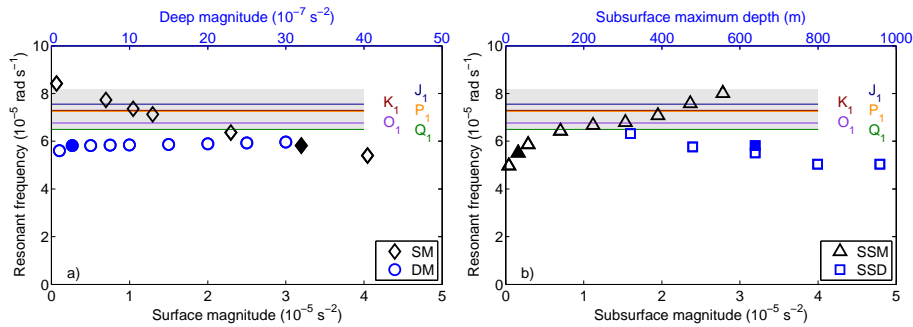 Deep magnitude (10⁻⁷ s⁻²)
0 10 20 30 40 50
Resonant frequency (10⁻⁵ rad s⁻¹)
10
8
6
4
2
0
K₁ J₁
P₁
O₁ Q₁
a)
SM
DM
0 1 2 3 4 5
Surface magnitude (10⁻⁵ s⁻²)
Subsurface maximum depth (m)
0 200 400 600 800 1000
Resonant frequency (10⁻⁵ rad s⁻¹)
10
8
6
4
2
0
K₁ J₁
P₁
O₁ Q₁
b)
SSM
SSD
0 1 2 3 4 5
Subsurface magnitude (10⁻⁵ s⁻²)